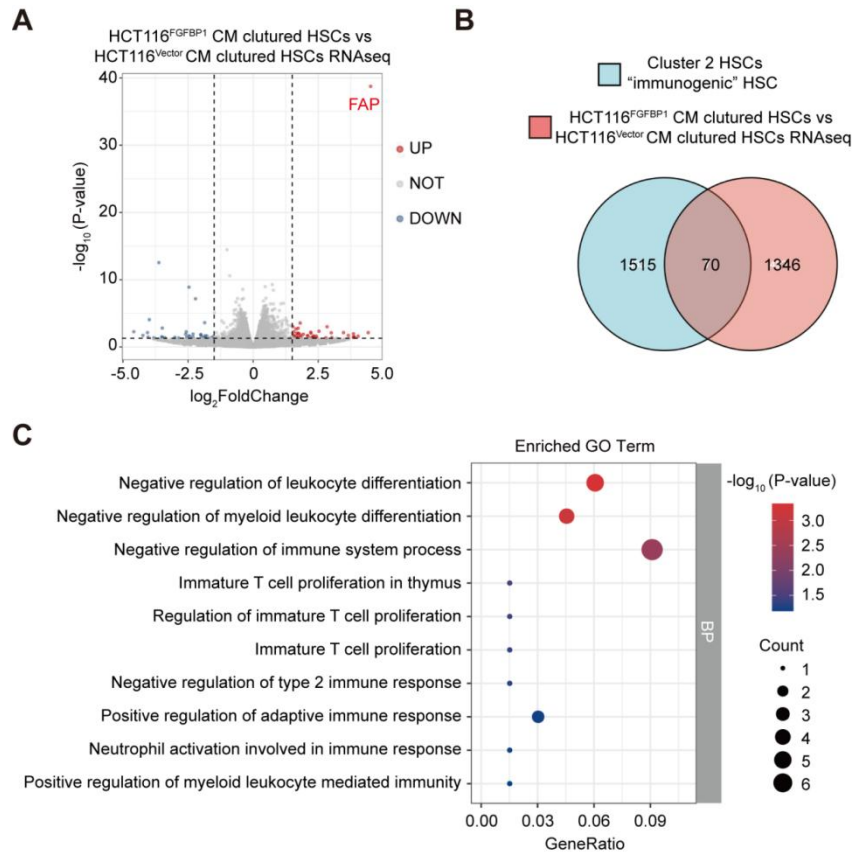 A
HCT116FGFBP1 CM clutured HSCs vs
HCT116Vector CM clutured HSCs RNAseq
40
30
20
10
0
-log10 (P-value)
FAP
UP
NOT
DOWN
-5.0
-2.5
0
2.5
5.0
log2FoldChange
B
Cluster 2 HSCs
“immunogenic” HSC
HCT116FGFBP1 CM clutured HSCs vs
HCT116Vector CM clutured HSCs RNAseq
1515
70
1346
C
Enriched GO Term
Negative regulation of leukocyte differentiation
Negative regulation of myeloid leukocyte differentiation
Negative regulation of immune system process
Immature T cell proliferation in thymus
Regulation of immature T cell proliferation
Immature T cell proliferation
Negative regulation of type 2 immune response
Positive regulation of adaptive immune response
Neutrophil activation involved in immune response
Positive regulation of myeloid leukocyte mediated immunity
0.00
0.03
0.06
0.09
GeneRatio
BP
-log10 (P-value)
3.0
2.5
2.0
1.5
Count
1
2
3
4
5
6